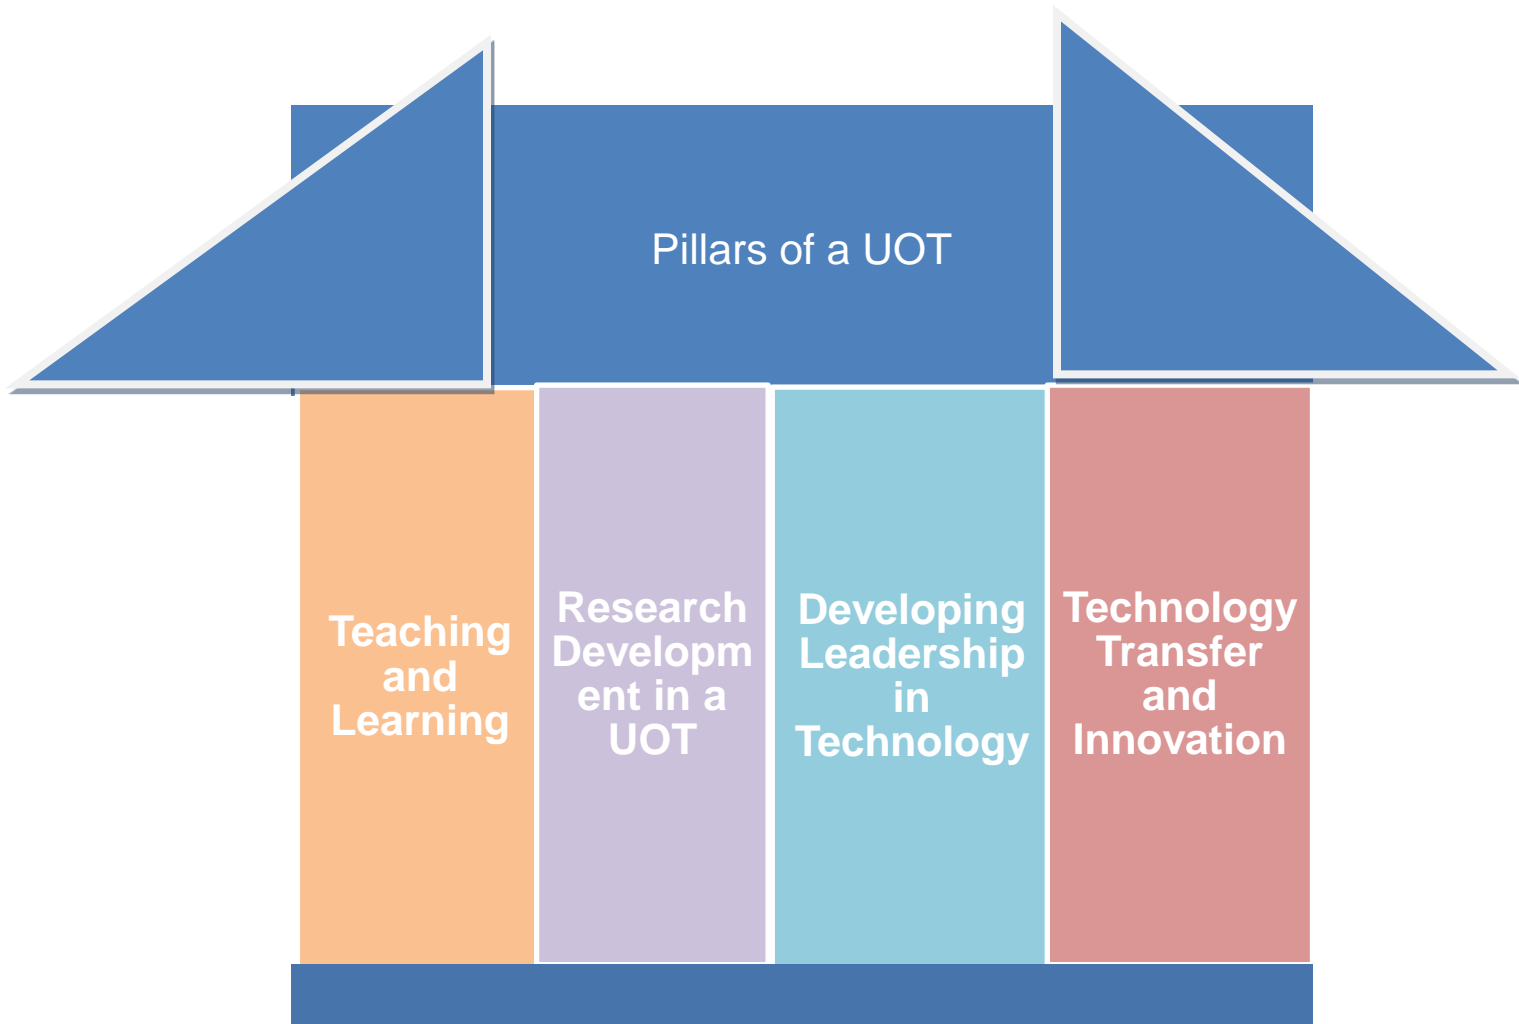 Pillars of a UOT
Teaching
and
Learning
Research
Developm
ent in a
UOT
Developing
Leadership
in
Technology
Technology
Transfer
and
Innovation